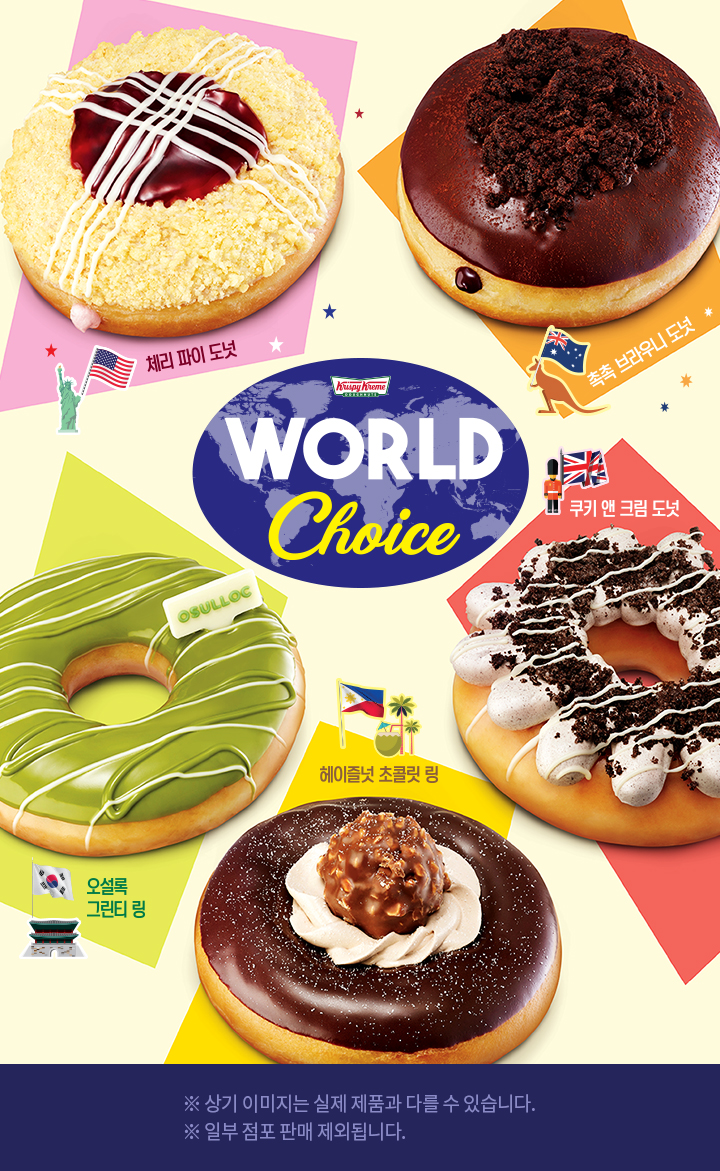 체리 파이 도넛
촉촉 브라우니 도넛
Krispy Kreme
DOUGHNUTS
WORLD
Choice
쿠키 앤 크림 도넛
OSULLOC
헤이즐넛 초콜릿 링
오설록
그린티 링
※ 상기 이미지는 실제 제품과 다를 수 있습니다.
※ 일부 점포 판매 제외됩니다.